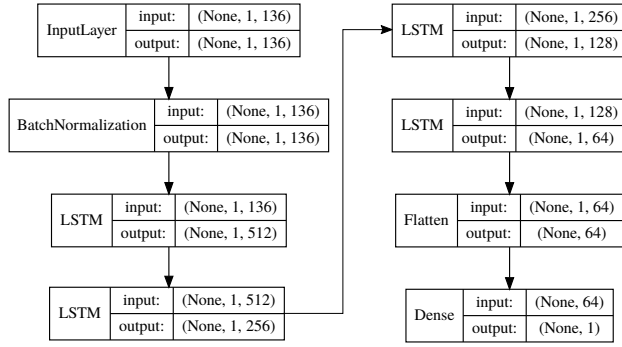 InputLayer
input: (None, 1, 136)
output: (None, 1, 136)
BatchNormalization
input: (None, 1, 136)
output: (None, 1, 136)
LSTM
input: (None, 1, 136)
output: (None, 1, 512)
LSTM
input: (None, 1, 512)
output: (None, 1, 256)
LSTM
input: (None, 1, 256)
output: (None, 1, 128)
LSTM
input: (None, 1, 128)
output: (None, 1, 64)
Flatten
input: (None, 1, 64)
output: (None, 64)
Dense
input: (None, 64)
output: (None, 1)